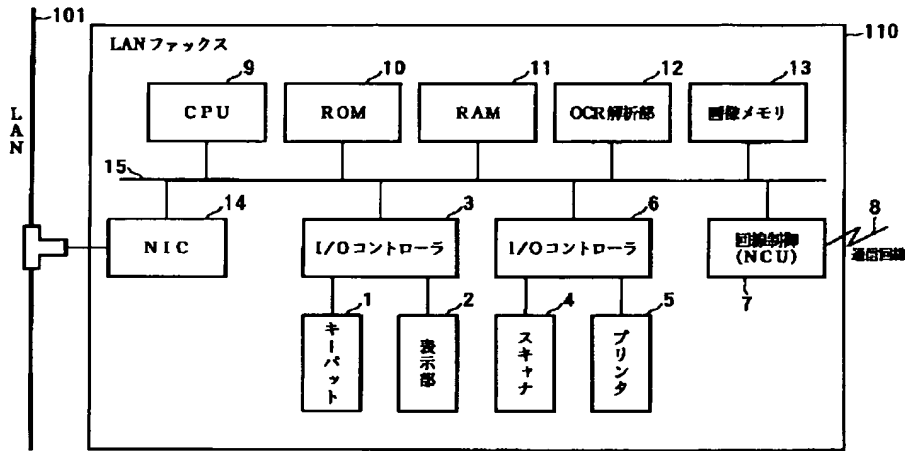 101
110
LANファックス
LAN
9
10
11
12
13
CPU
ROM
RAM
OCR解析部
画像メモリ
15
14
3
6
8
NIC
I/Oコントローラ
I/Oコントローラ
回線制御
(NCU)
通信回線
7
1
2
4
5
キーパット
表示部
スキャナ
プリンタ